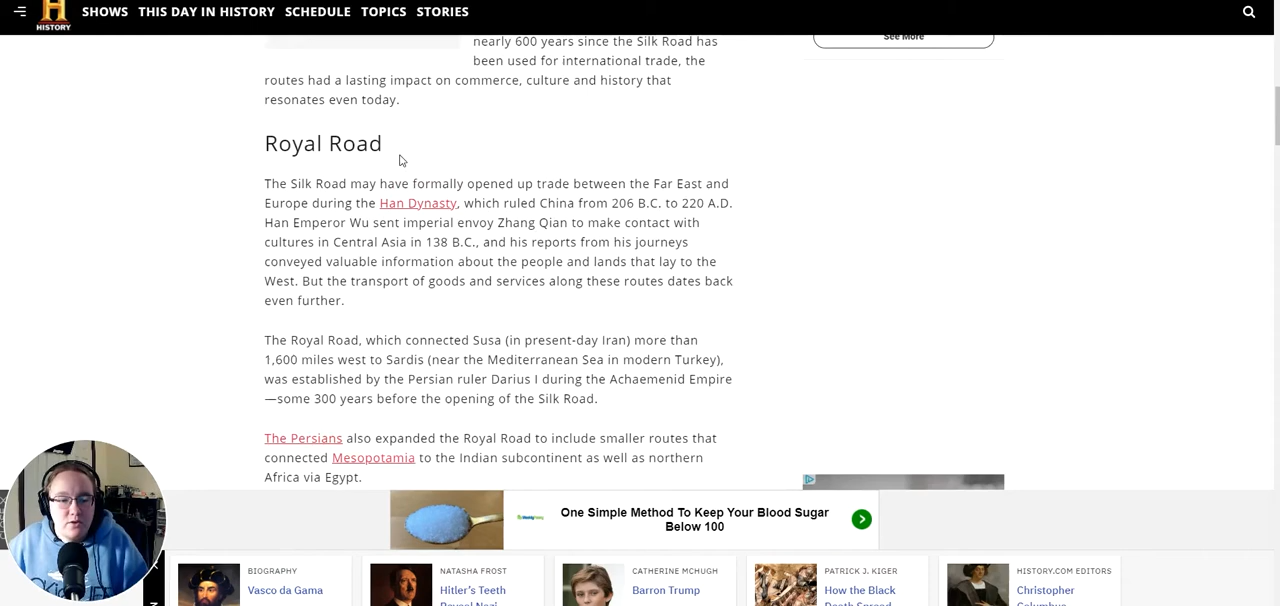 SHOWS THIS DAY IN HISTORY SCHEDULE TOPICS STORIES
H
HISTORY
nearly 600 years since the Silk Road has
See More
been used for international trade, the
routes had a lasting impact on commerce, culture and history that
resonates even today.
Royal Road
The Silk Road may have formally opened up trade between the Far East and
Europe during the Han Dynasty, which ruled China from 206 B.C. to 220 A.D.
Han Emperor Wu sent imperial envoy Zhang Qian to make contact with
cultures in Central Asia in 138 B.C., and his reports from his journeys
conveyed valuable information about the people and lands that lay to the
West. But the transport of goods and services along these routes dates back
even further.
The Royal Road, which connected Susa (in present-day Iran) more than
1,600 miles west to Sardis (near the Mediterranean Sea in modern Turkey),
was established by the Persian ruler Darius I during the Achaemenid Empire
—some 300 years before the opening of the Silk Road.
The Persians also expanded the Royal Road to include smaller routes that
connected Mesopotamia to the Indian subcontinent as well as northern
Africa via Egypt.
One Simple Method To Keep Your Blood Sugar
Below 100
BIOGRAPHY
Vasco da Gama
NATASHA FROST
Hitler's Teeth
Reveal Nazi
CATHERINE MCHUGH
Barron Trump
PATRICK J. KIGER
How the Black
Death Spread
HISTORY.COM EDITORS
Christopher
Columbus